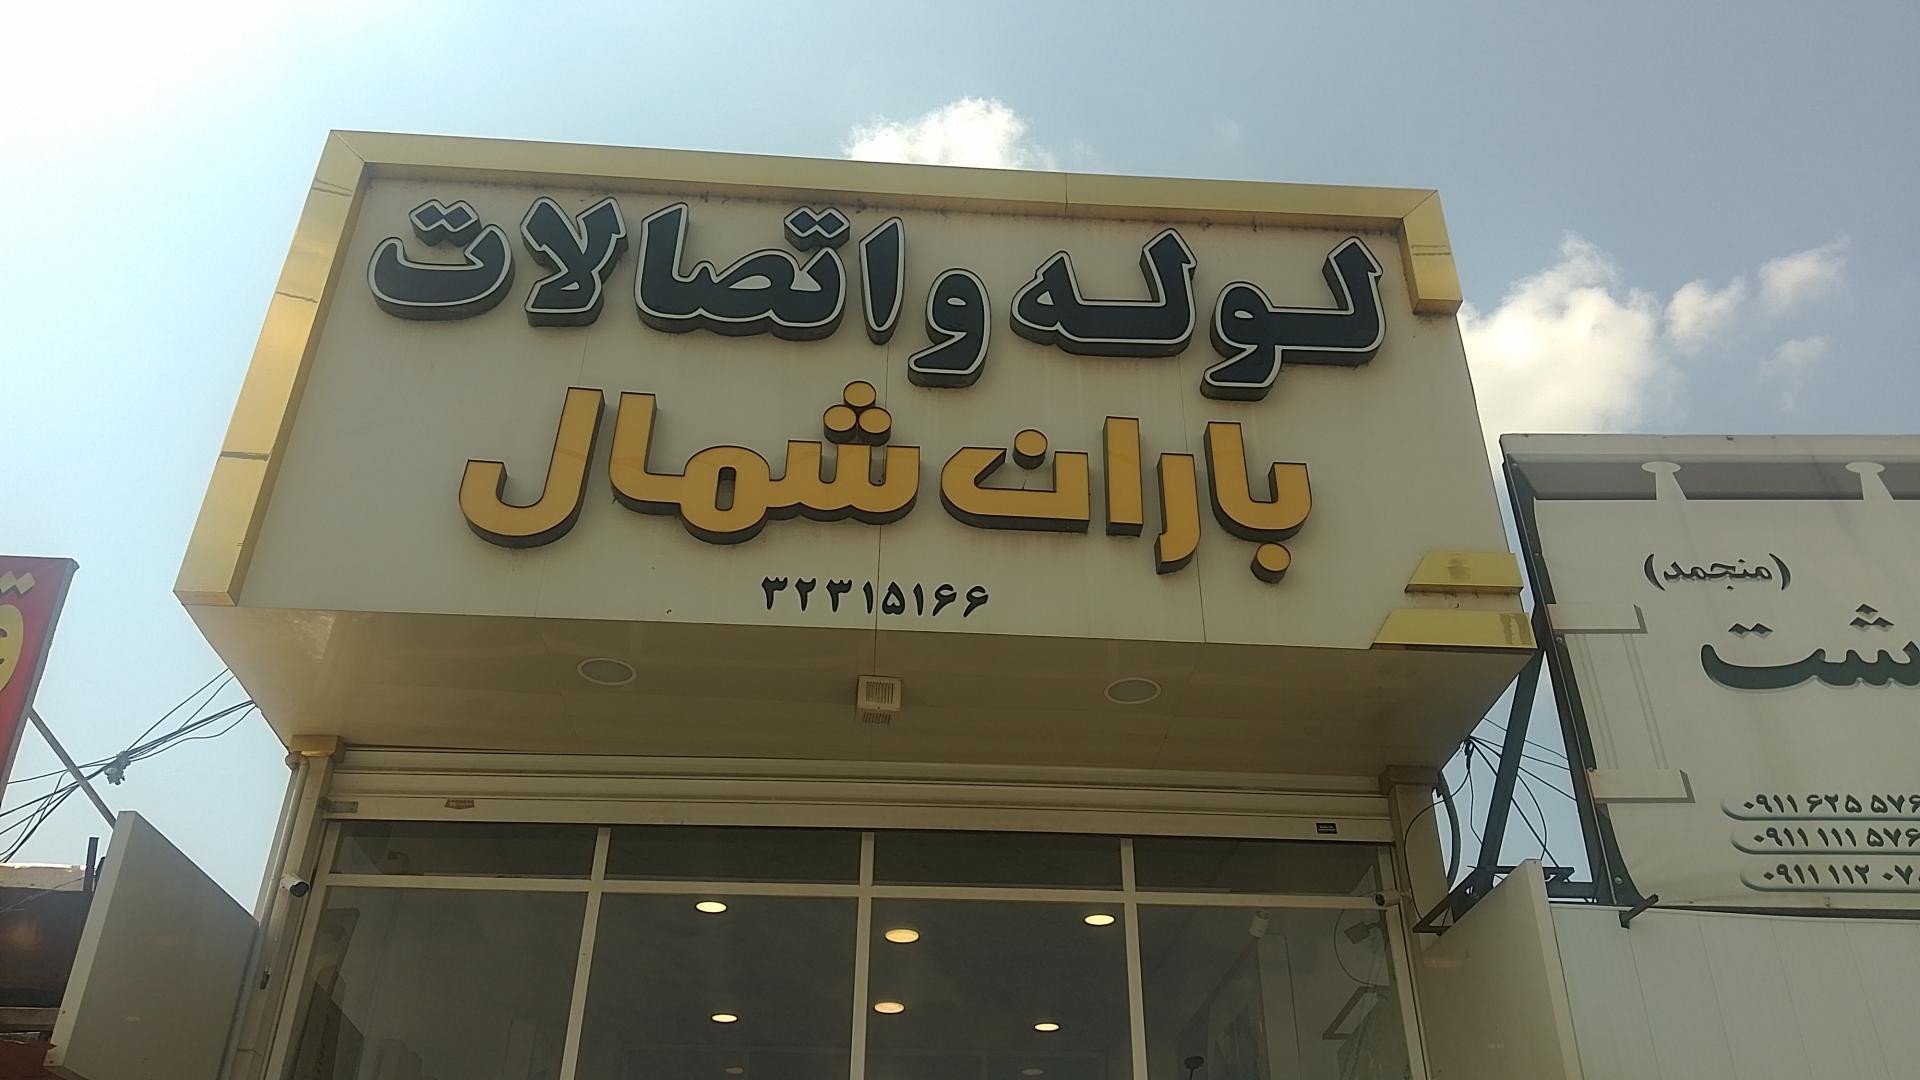 لوله و اتصالات
باران شمال
۳۲۳۱۵۱۶۶
(منجمد)